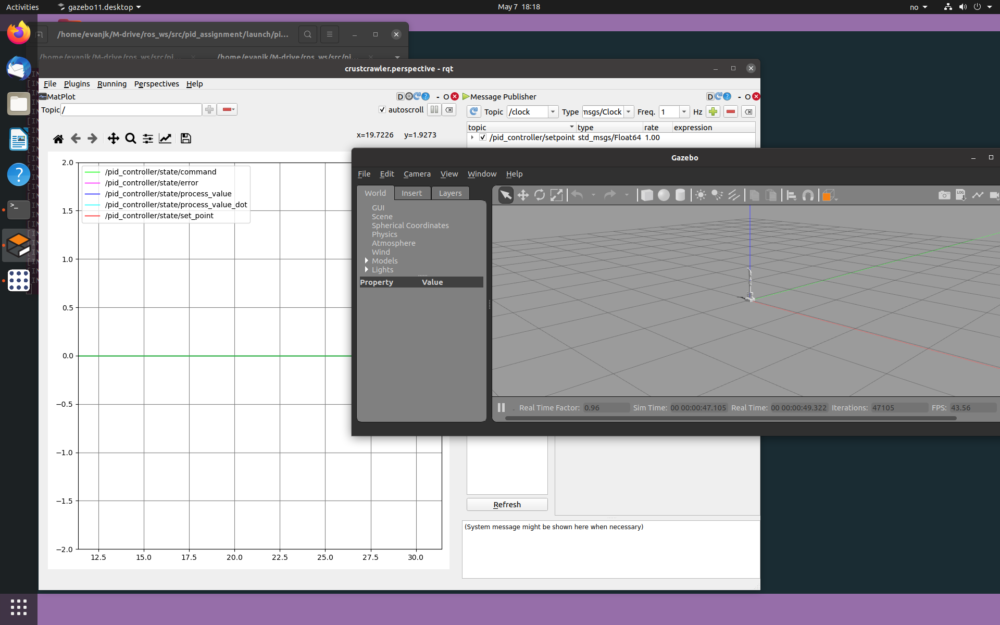 Activities gazebo11.desktop May 7 18:18 no
/home/evanjk/M-drive/ros_ws/src/pid_assignment/launch/pi...
/home/evanjk/M-drive/ros_ws/src/pi... /home/evanjk/M-drive/ros_ws/src/pi...
crustcrawler.perspective - rqt
File Plugins Running Perspectives Help
MatPlot D - O Message Publisher D - O
Topic / autoscroll Topic /clock Type nsgs/Clock Freq. 1 Hz
topic type rate expression
x=19.7226 y=1.9273
/pid_controller/setpoint std_msgs/Float64 1.00
2.0
1.5
1.0
0.5
0.0
−0.5
−1.0
−1.5
−2.0
/pid_controller/state/command
/pid_controller/state/error
/pid_controller/state/process_value
/pid_controller/state/process_value_dot
/pid_controller/state/set_point
12.5 15.0 17.5 20.0 22.5 25.0 27.5 30.0
Gazebo
File Edit Camera View Window Help
World Insert Layers
GUI
Scene
Spherical Coordinates
Physics
Atmosphere
Wind
Models
Lights
Property Value
LOG
Real Time Factor: 0.96 Sim Time: 00 00:00:47.105 Real Time: 00 00:00:49.322 Iterations: 47105 FPS: 43.56
Refresh
(System message might be shown here when necessary)